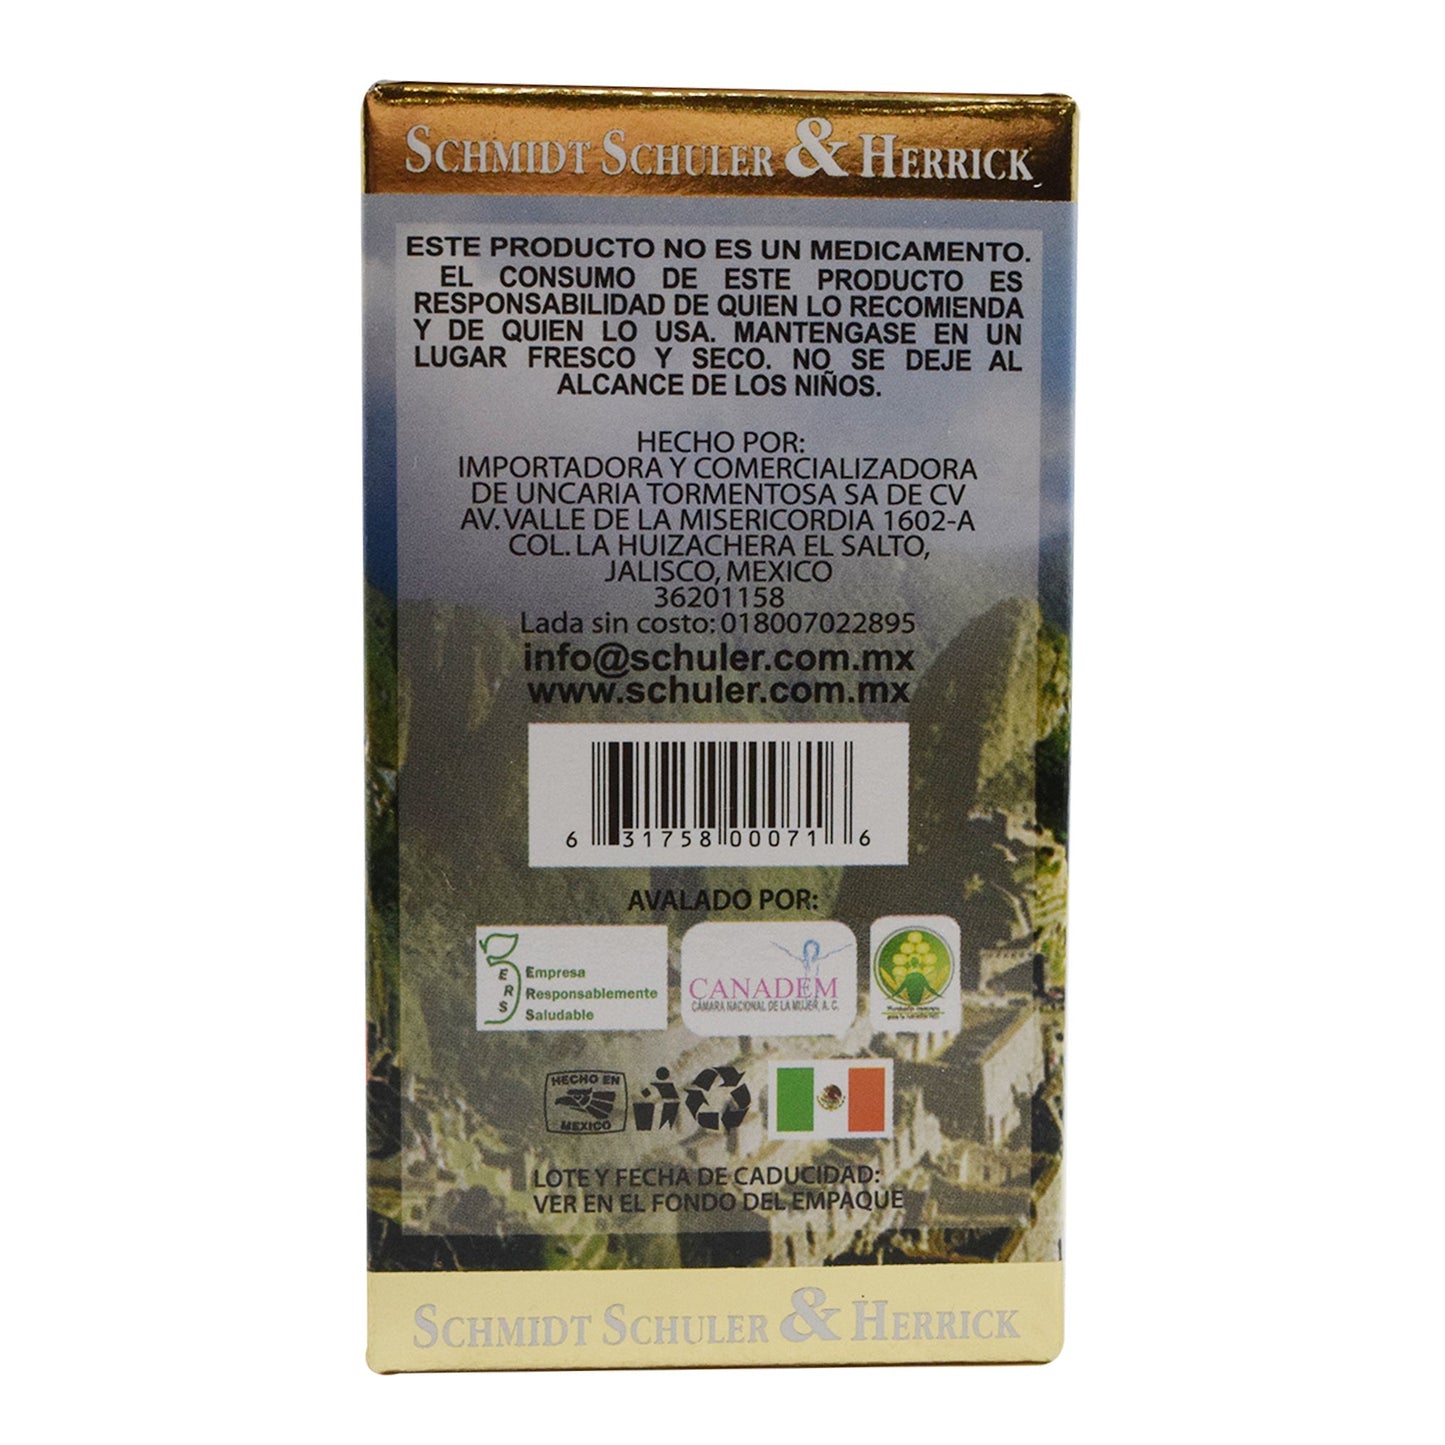 SCHMIDT SCHULER & HERRICK
ESTE PRODUCTO NO ES UN MEDICAMENTO.
EL CONSUMO DE ESTE PRODUCTO ES
RESPONSABILIDAD DE QUIEN LO RECOMIENDA
Y DE QUIEN LO USA. MANTENGASE EN UN
LUGAR FRESCO Y SECO. NO SE DEJE AL
ALCANCE DE LOS NIÑOS.
HECHO POR:
IMPORTADORA Y COMERCIALIZADORA
DE UNCARIA TORMENTOSA SA DE CV
AV. VALLE DE LA MISERICORDIA 1602-A
COL. LA HUIZACHERA EL SALTO,
JALISCO, MEXICO
36201158
Lada sin costo: 018007022895
info@schuler.com.mx
www.schuler.com.mx
6 31758 00071 6
AVALADO POR:
ERS
Empresa
Responsablemente
Saludable
CANADEM
CÁMARA NACIONAL DE LA MUJER, A. C.
HECHO EN
MEXICO
LOTE Y FECHA DE CADUCIDAD:
VER EN EL FONDO DEL EMPAQUE
SCHMIDT SCHULER & HERRICK